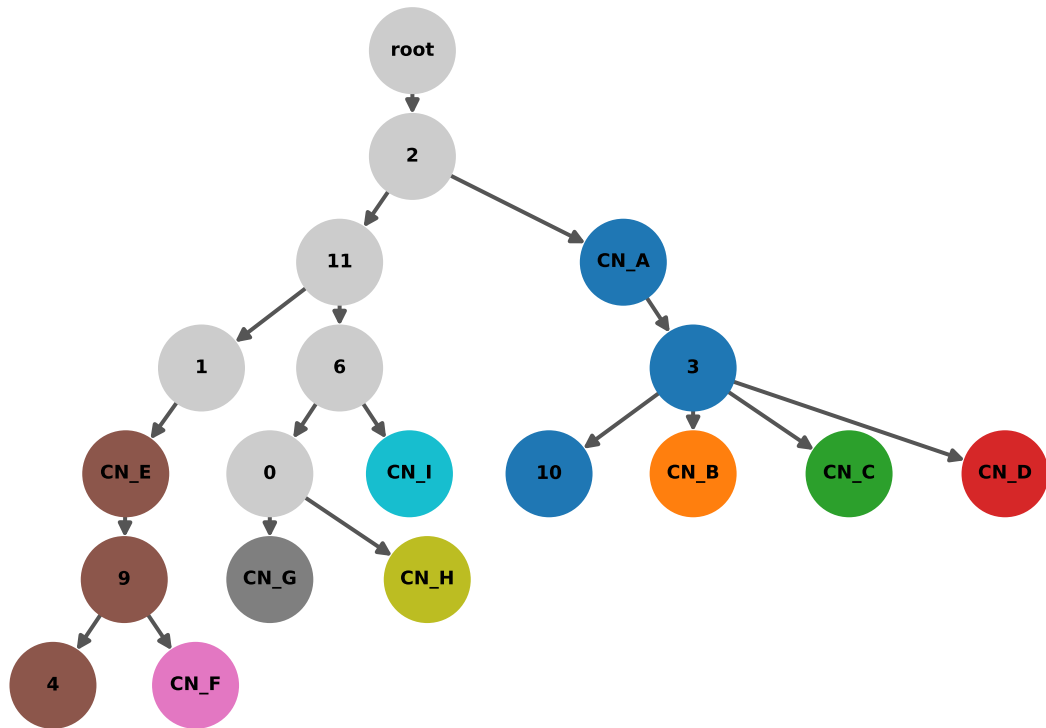 root
2
11
CN_A
1
6
3
CN_E
0
CN_I
10
CN_B
CN_C
CN_D
9
CN_G
CN_H
4
CN_F